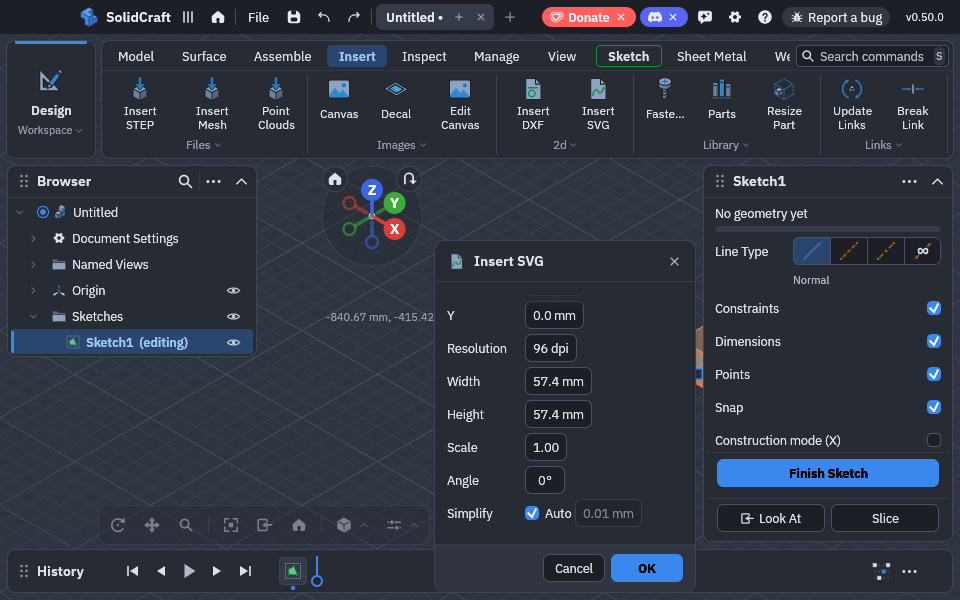 SolidCraft File Untitled • Donate Report a bug v0.50.0
Model Surface Assemble Insert Inspect Manage View Sketch Sheet Metal Search commands S
Design
Workspace
Insert STEP
Insert Mesh
Point Clouds
Files
Canvas
Decal
Edit Canvas
Images
Insert DXF
Insert SVG
2d
Faste...
Parts
Resize Part
Library
Update Links
Break Link
Links
Browser
Untitled
Document Settings
Named Views
Origin
Sketches
Sketch1 (editing)
Z
Y
X
-840.67 mm, -415.42
Insert SVG
Y 0.0 mm
Resolution 96 dpi
Width 57.4 mm
Height 57.4 mm
Scale 1.00
Angle 0°
Simplify Auto 0.01 mm
Cancel OK
Sketch1
No geometry yet
Line Type
Normal
Constraints
Dimensions
Points
Snap
Construction mode (X)
Finish Sketch
Look At Slice
History